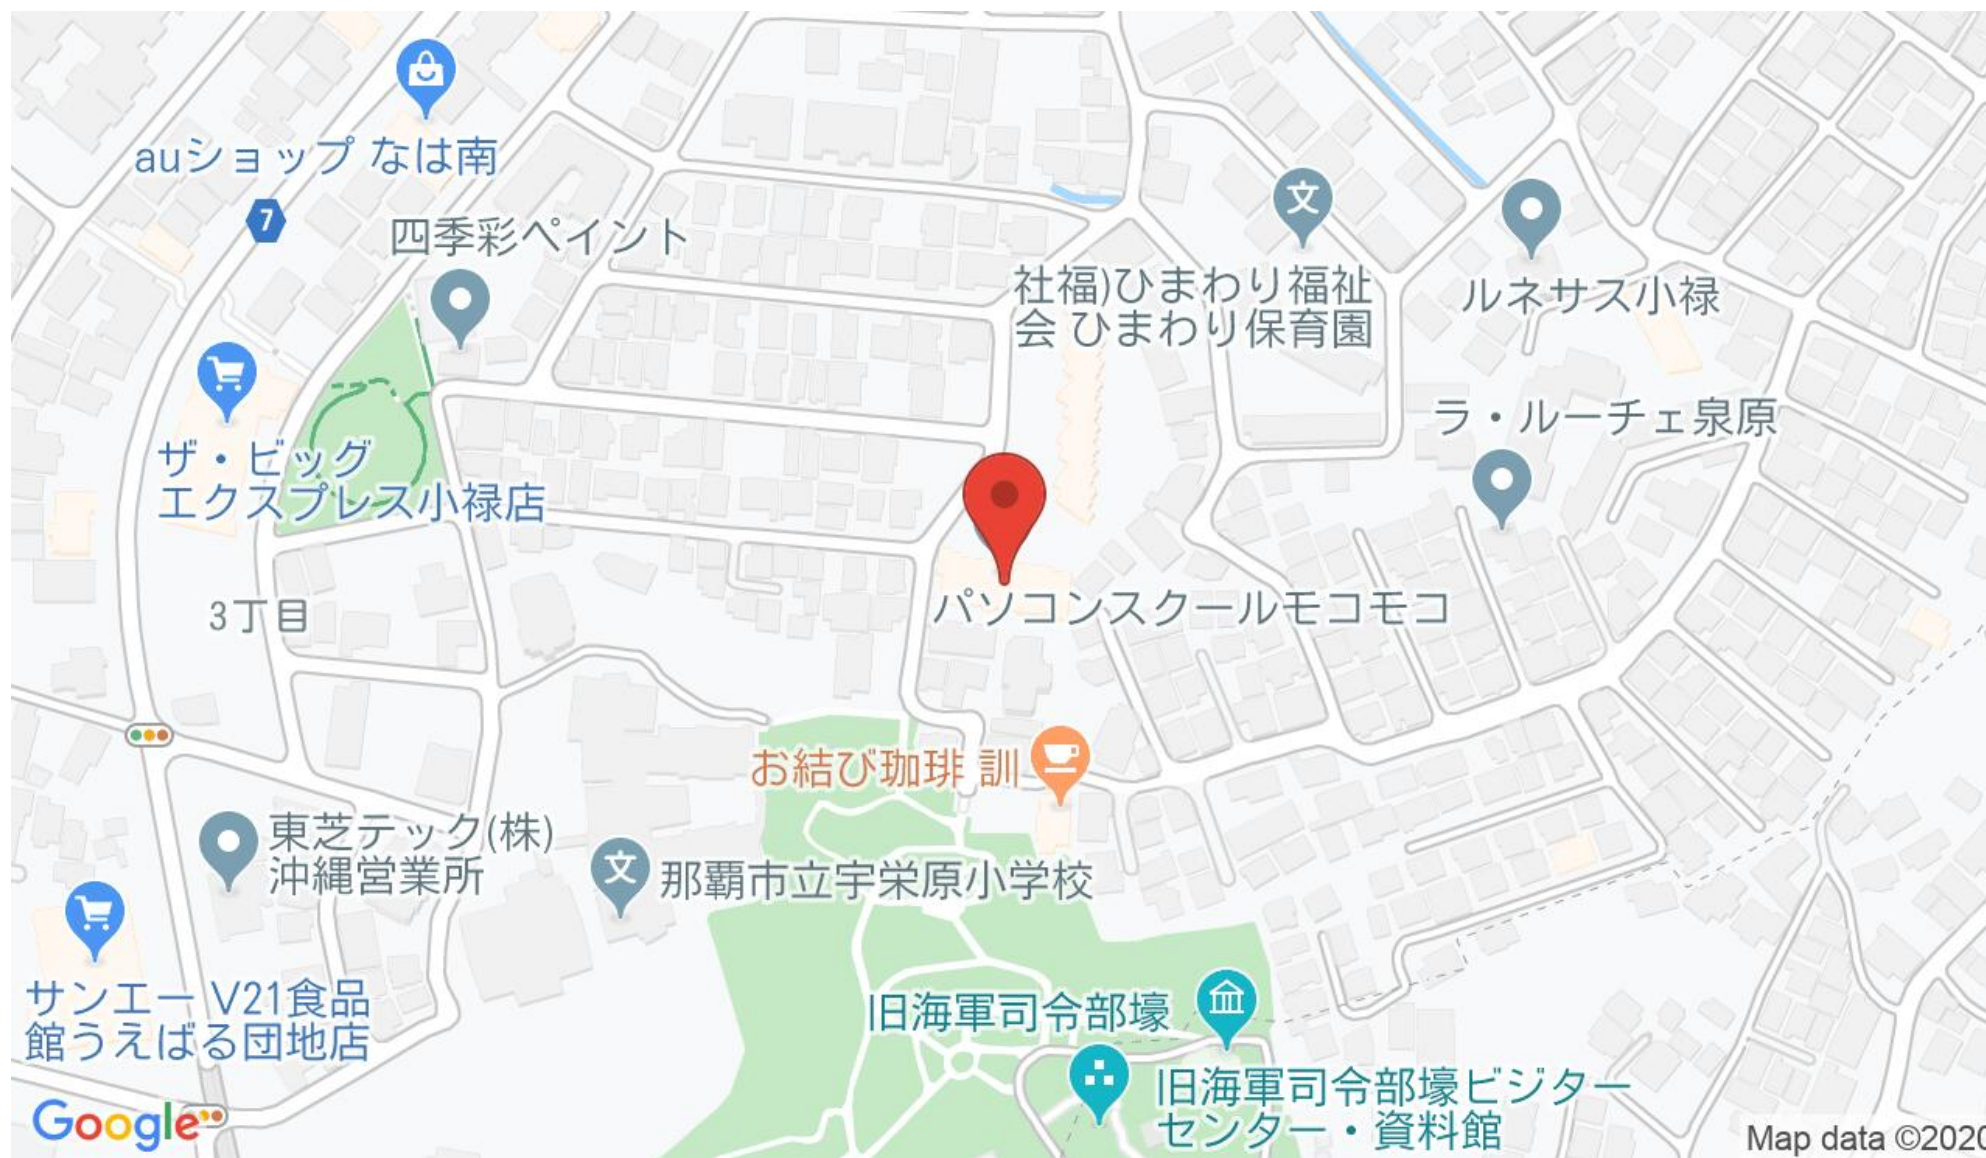 auショップ なは南
7
四季彩ペイント
文
社福)ひまわり福祉
会 ひまわり保育園
ルネサス小禄
ザ・ビッグ
エクスプレス小禄店
ラ・ルーチェ泉原
3丁目
パソコンスクールモコモコ
お結び珈琲 訓
東芝テック(株)
沖縄営業所
文
那覇市立宇栄原小学校
サンエー V21食品
館うえばる団地店
旧海軍司令部壕
旧海軍司令部壕ビジター
センター・資料館
Google
Map data ©2020